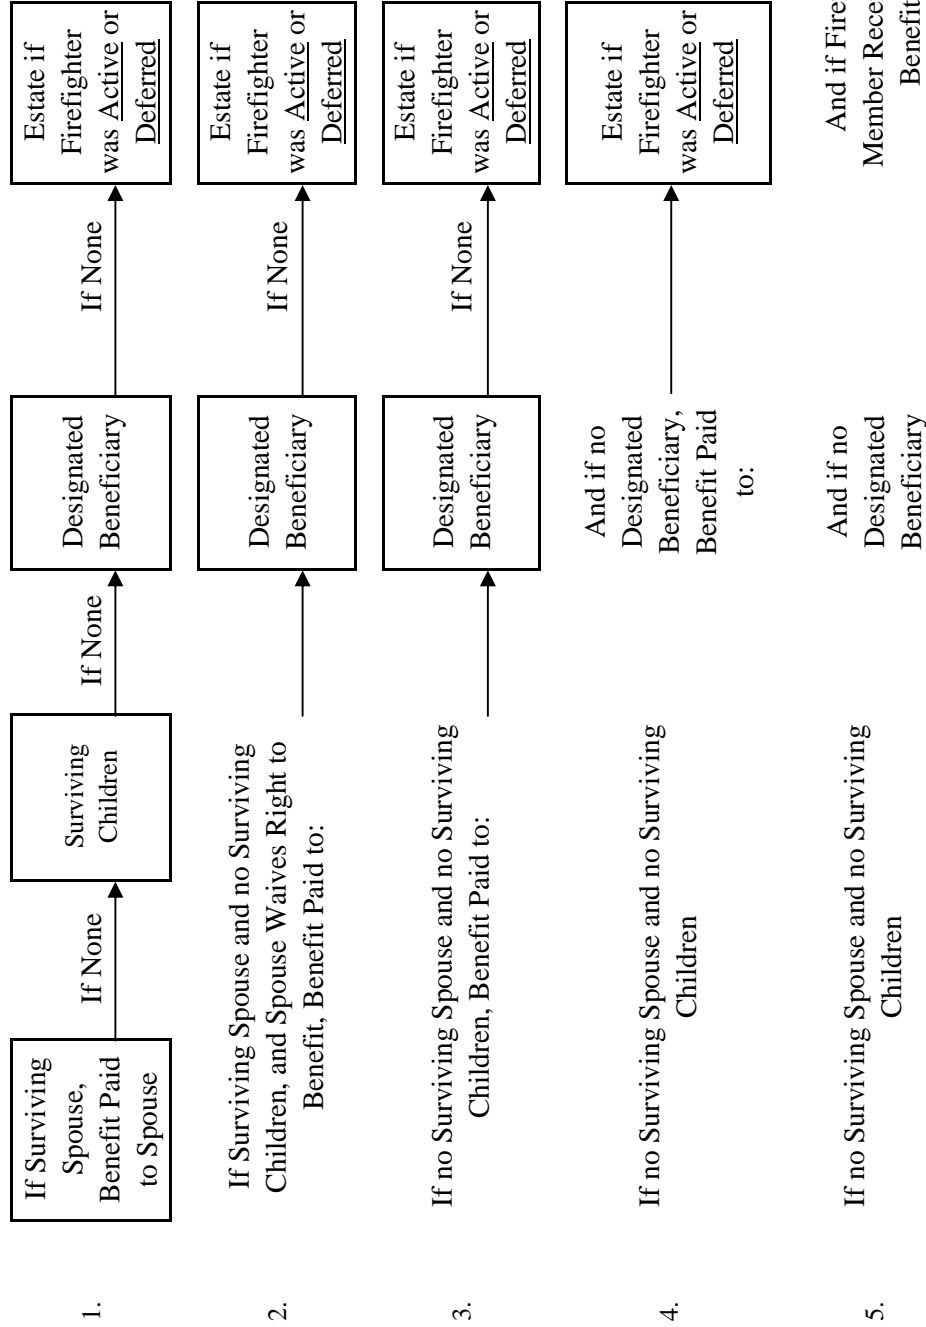 1.
If Surviving
Spouse,
Benefit Paid
to Spouse
If None
Surviving
Children
If None
Designated
Beneficiary
If None
Estate if
Firefighter
was Active or
Deferred
2.
If Surviving Spouse and no Surviving
Children, and Spouse Waives Right to
Benefit, Benefit Paid to:
Designated
Beneficiary
If None
Estate if
Firefighter
was Active or
Deferred
3.
If no Surviving Spouse and no Surviving
Children, Benefit Paid to:
Designated
Beneficiary
If None
Estate if
Firefighter
was Active or
Deferred
4.
If no Surviving Spouse and no Surviving
Children
And if no
Designated
Beneficiary,
Benefit Paid
to:
Estate if
Firefighter
was Active or
Deferred
5.
If no Surviving Spouse and no Surviving
Children
And if no
Designated
Beneficiary
And if Fire
Member Rece
Benefit